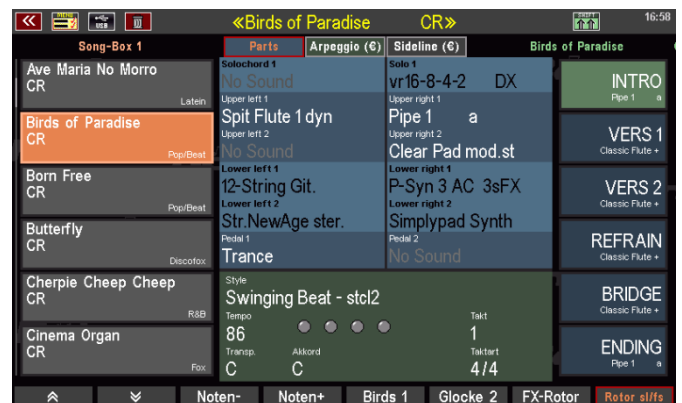 MENU
USB
«Birds of Paradise CR»
SHIFT
16:58
Song-Box 1
Parts
Arpeggio (€)
Sideline (€)
Birds of Paradise
Ave Maria No Morro
CR
Latein
Birds of Paradise
CR
Pop/Beat
Born Free
CR
Pop/Beat
Butterfly
CR
Discofox
Cherpie Cheep Cheep
CR
R&B
Cinema Organ
CR
Fox
Solochord 1
No Sound
Solo 1
vr16-8-4-2 DX
Upper left 1
Spit Flute 1 dyn
Upper right 1
Pipe 1 a
Upper left 2
No Sound
Upper right 2
Clear Pad mod.st
Lower left 1
12-String Git.
Lower right 1
P-Syn 3 AC 3sFX
Lower left 2
Str.NewAge ster.
Lower right 2
Simplypad Synth
Pedal 1
Trance
Pedal 2
No Sound
Style
Swinging Beat - stcl2
Tempo
86
Takt
1
Transp.
C
Akkord
C
Taktart
4/4
INTRO
Pipe 1 a
VERS 1
Classic Flute +
VERS 2
Classic Flute +
REFRAIN
Classic Flute +
BRIDGE
Classic Flute +
ENDING
Pipe 1 a
Noten-
Noten+
Birds 1
Glocke 2
FX-Rotor
Rotor sl/fs